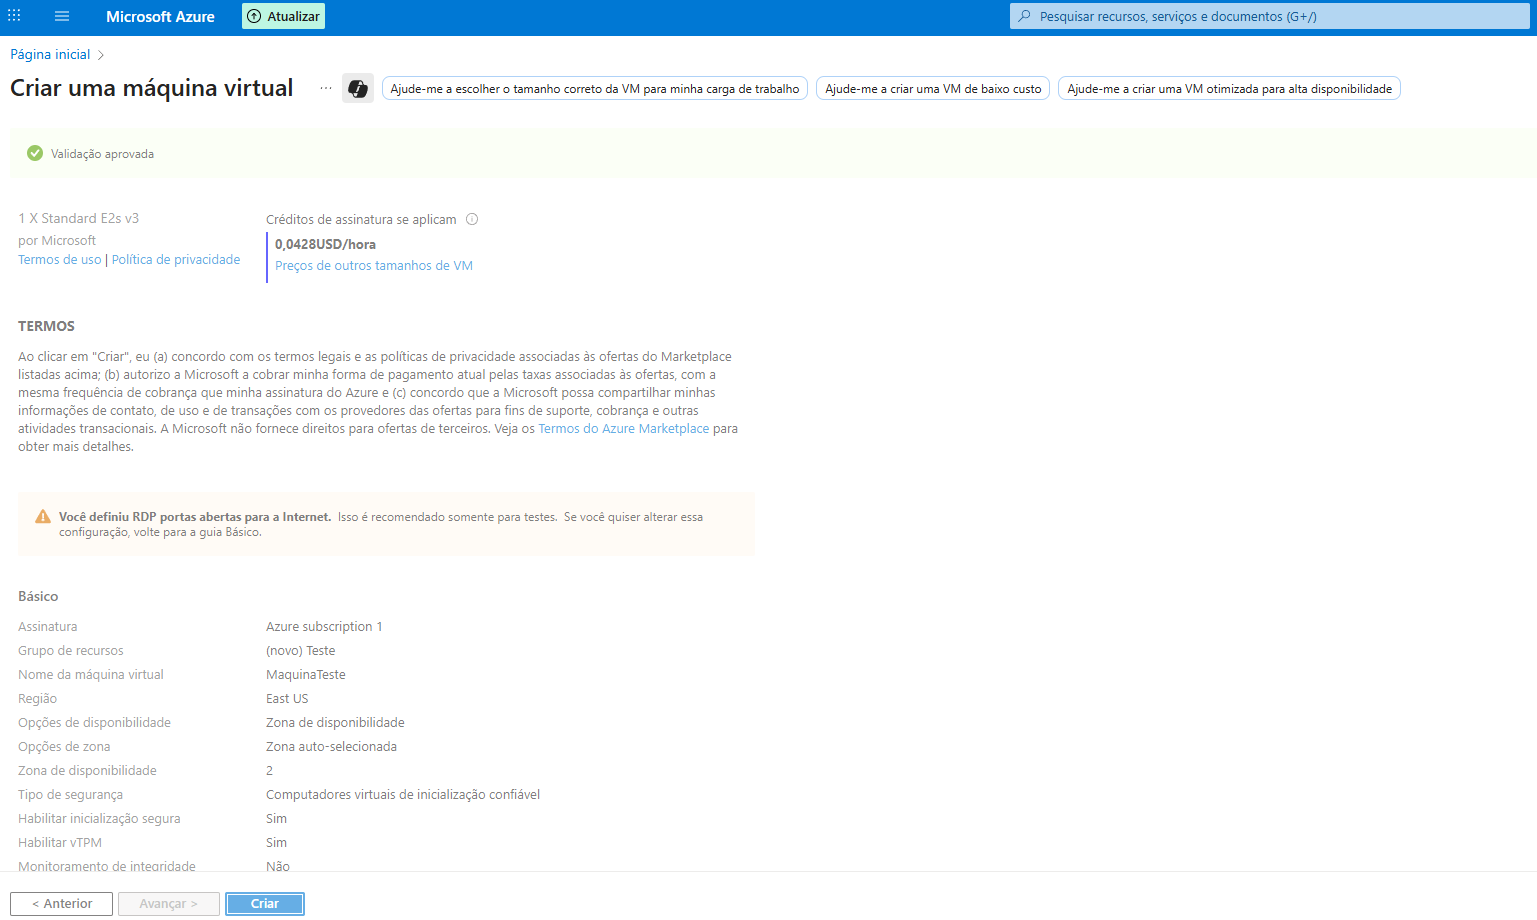 Microsoft Azure
Atualizar
Pesquisar recursos, serviços e documentos (G+/)
Página inicial >
Criar uma máquina virtual ...
Ajude-me a escolher o tamanho correto da VM para minha carga de trabalho
Ajude-me a criar uma VM de baixo custo
Ajude-me a criar uma VM otimizada para alta disponibilidade
Validação aprovada
1 X Standard E2s v3
por Microsoft
Termos de uso | Política de privacidade
Créditos de assinatura se aplicam
0,0428USD/hora
Preços de outros tamanhos de VM
TERMOS
Ao clicar em "Criar", eu (a) concordo com os termos legais e as políticas de privacidade associadas às ofertas do Marketplace
listadas acima; (b) autorizo a Microsoft a cobrar minha forma de pagamento atual pelas taxas associadas às ofertas, com a
mesma frequência de cobrança que minha assinatura do Azure e (c) concordo que a Microsoft possa compartilhar minhas
informações de contato, de uso e de transações com os provedores das ofertas para fins de suporte, cobrança e outras
atividades transacionais. A Microsoft não fornece direitos para ofertas de terceiros. Veja os Termos do Azure Marketplace para
obter mais detalhes.
Você definiu RDP portas abertas para a Internet. Isso é recomendado somente para testes. Se você quiser alterar essa
configuração, volte para a guia Básico.
Básico
Assinatura Azure subscription 1
Grupo de recursos (novo) Teste
Nome da máquina virtual MaquinaTeste
Região East US
Opções de disponibilidade Zona de disponibilidade
Opções de zona Zona auto-selecionada
Zona de disponibilidade 2
Tipo de segurança Computadores virtuais de inicialização confiável
Habilitar inicialização segura Sim
Habilitar vTPM Sim
Monitoramento de integridade Não
< Anterior
Avançar >
Criar